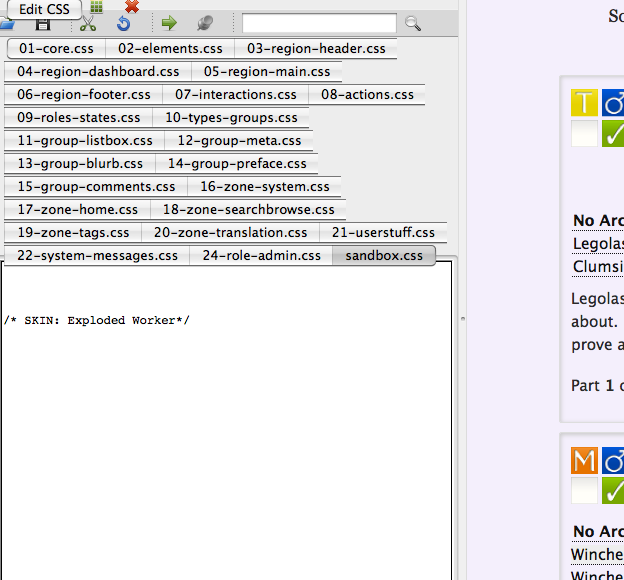 Edit CSS
01-core.css 02-elements.css 03-region-header.css
04-region-dashboard.css 05-region-main.css
06-region-footer.css 07-interactions.css 08-actions.css
09-roles-states.css 10-types-groups.css
11-group-listbox.css 12-group-meta.css
13-group-blurb.css 14-group-preface.css
15-group-comments.css 16-zone-system.css
17-zone-home.css 18-zone-searchbrowse.css
19-zone-tags.css 20-zone-translation.css 21-userstuff.css
22-system-messages.css 24-role-admin.css sandbox.css
/* SKIN: Exploded Worker*/
So
T
No Arc
Legolas
Clumsi
Legolas
about.
prove a
Part 1 o
M
No Arc
Winche
Winche